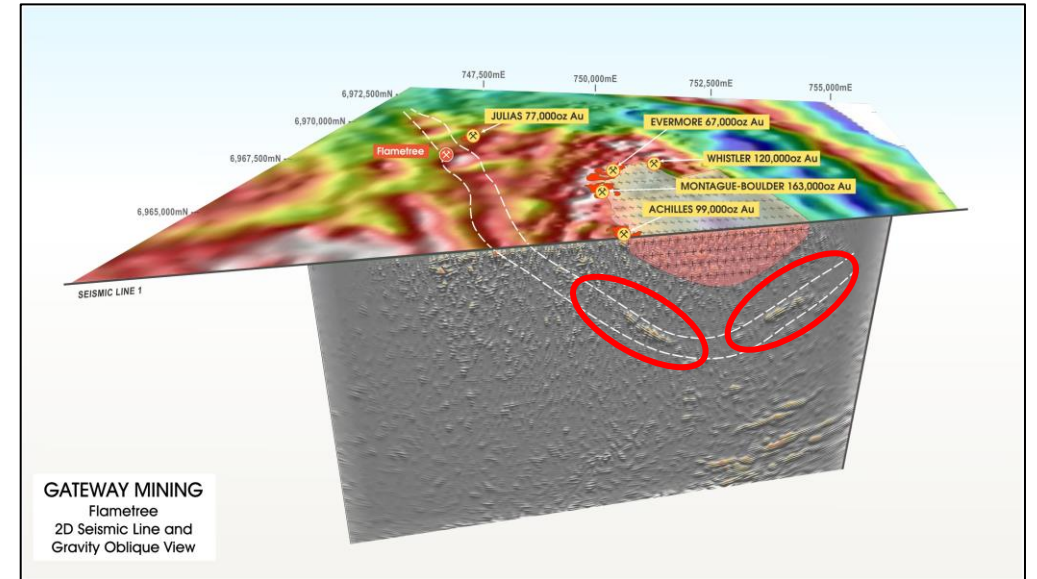 747,500mE
750,000mE
752,500mE
755,000mE
6,972,500mN
6,970,000mN
6,967,500mN
6,965,000mN
JULIAS 77,000oz Au
EVERMORE 67,000oz Au
Flametree
WHISTLER 120,000oz Au
MONTAGUE-BOULDER 163,000oz Au
ACHILLES 99,000oz Au
SEISMIC LINE 1
GATEWAY MINING
Flametree
2D Seismic Line and
Gravity Oblique View